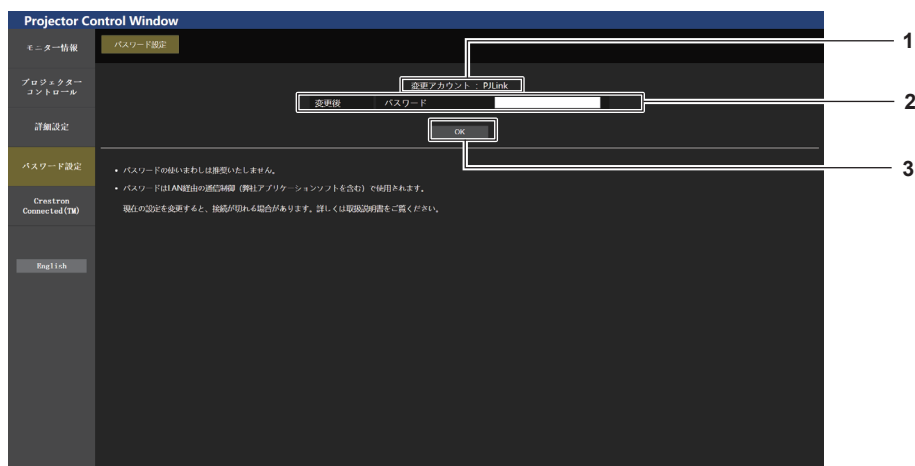 Projector Control Window
モニター情報
パスワード設定
1
変更アカウント : PJLink
プロジェクター
コントロール
変更後 パスワード
2
詳細設定
OK
パスワード設定
3
• パスワードの使いまわしは推奨いたしません。
• パスワードはLAN経由の通信制御（弊社アプリケーションソフトを含む）で使用されます。
現在の設定を変更すると、接続が切れる場合があります。詳しくは取扱説明書をご覧ください。
Crestron
Connected(TM)
English